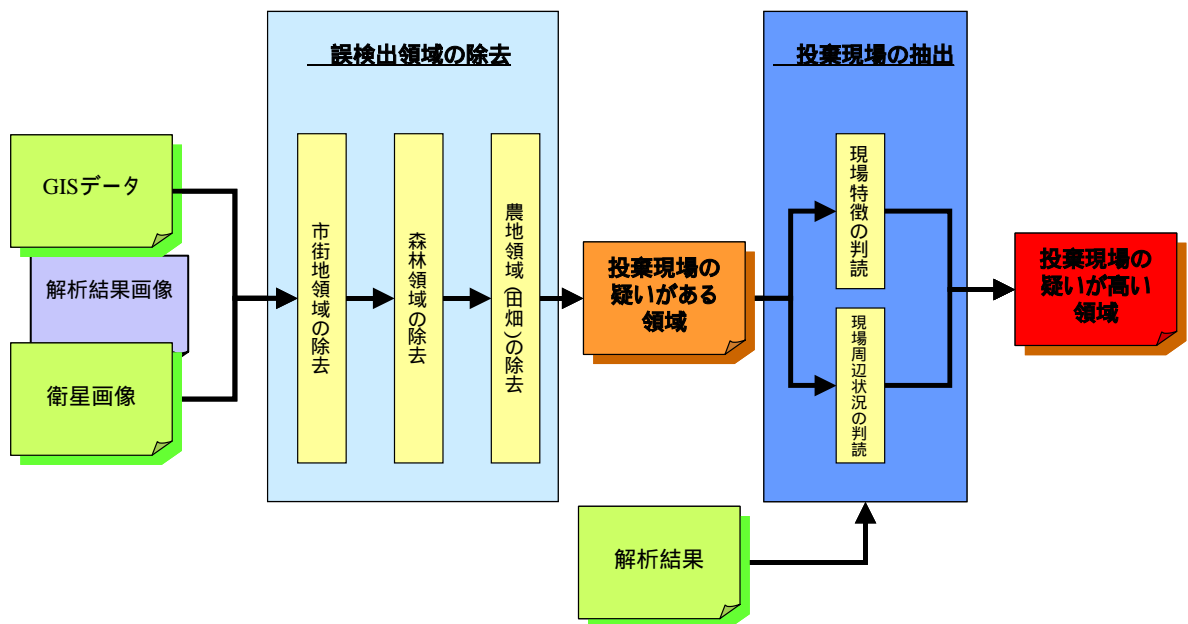 誤検出領域の除去
投棄現場の抽出
GISデータ
解析結果画像
衛星画像
市街地領域の除去
森林領域の除去
農地領域(田畑)の除去
投棄現場の
疑いがある
領域
現場特徴の判読
現場周辺状況の判読
解析結果
投棄現場の
疑いが高い
領域